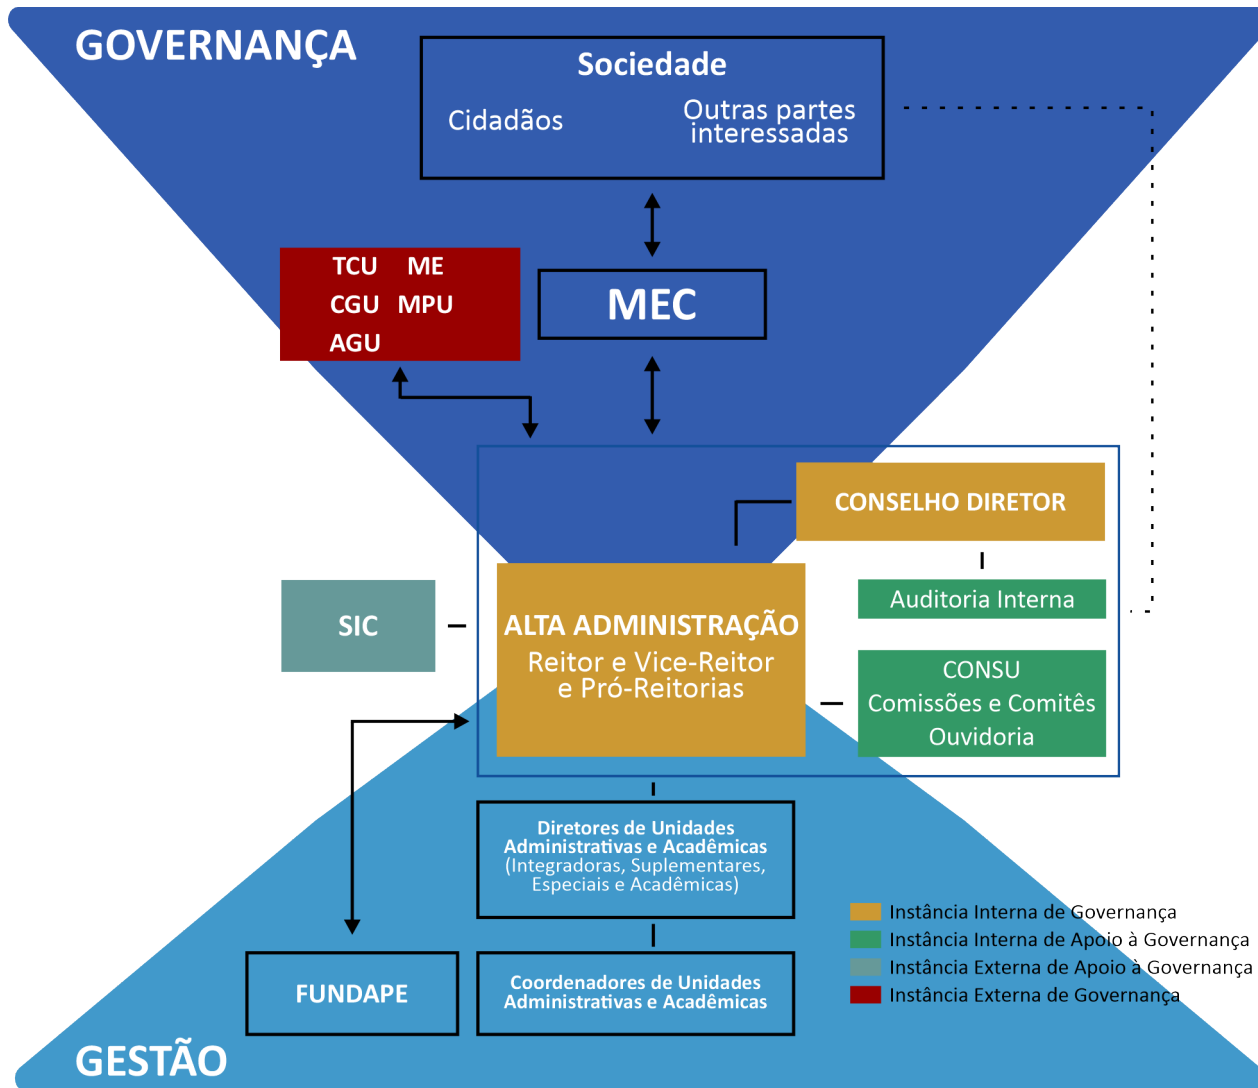 GOVERNANÇA
Sociedade
Cidadãos
Outras partes
interessadas
TCU ME
CGU MPU
AGU
MEC
CONSELHO DIRETOR
Auditoria Interna
SIC
ALTA ADMINISTRAÇÃO
Reitor e Vice-Reitor
e Pró-Reitorias
CONSU
Comissões e Comitês
Ouvidoria
Diretores de Unidades
Administrativas e Acadêmicas
(Integradoras, Suplementares,
Especiais e Acadêmicas)
FUNDAPE
Coordenadores de Unidades
Administrativas e Acadêmicas
Instância Interna de Governança
Instância Interna de Apoio à Governança
Instância Externa de Apoio à Governança
Instância Externa de Governança
GESTÃO